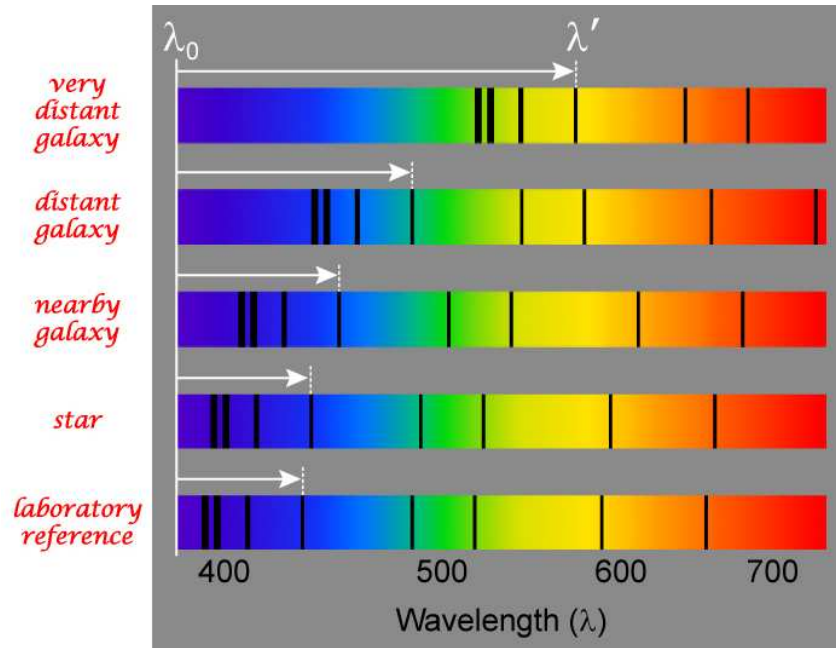 λ₀ λ′
very
distant
galaxy
distant
galaxy
nearby
galaxy
star
laboratory
reference
400 500 600 700
Wavelength (λ)